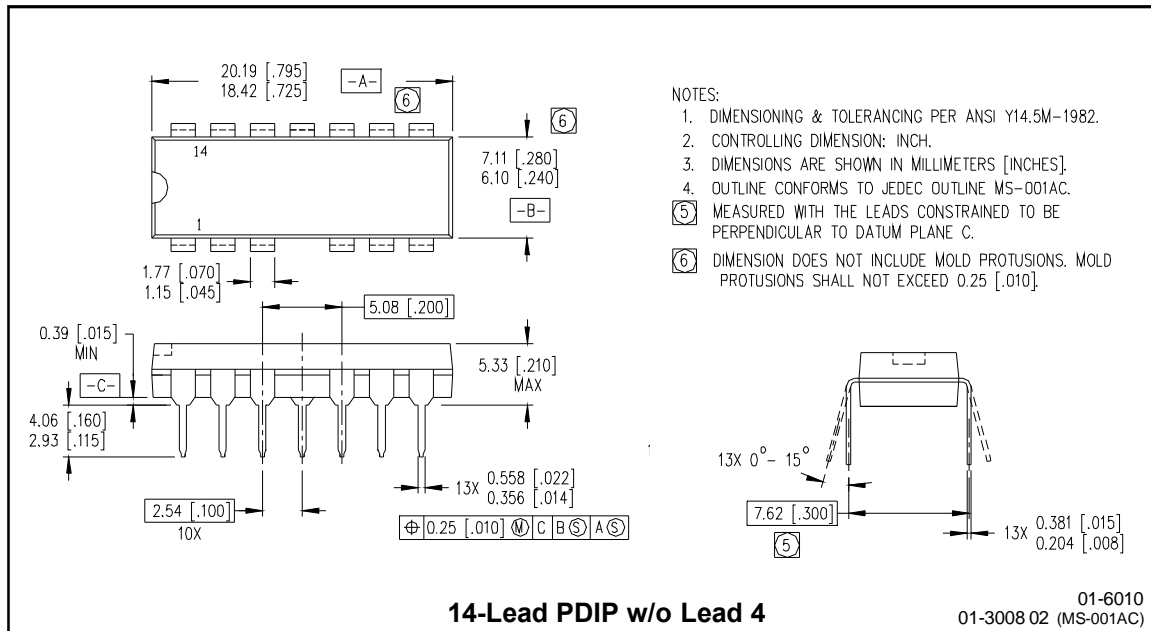 20.19 [.795]
18.42 [.725]
-A-
6
6
14
1
7.11 [.280]
6.10 [.240]
-B-
1.77 [.070]
1.15 [.045]
5.08 [.200]
0.39 [.015]
MIN
-C-
5.33 [.210]
MAX
4.06 [.160]
2.93 [.115]
2.54 [.100]
10X
13X 0.558 [.022]
0.356 [.014]
⌖ 0.25 [.010] Ⓜ C B Ⓢ A Ⓢ
NOTES:
1. DIMENSIONING & TOLERANCING PER ANSI Y14.5M-1982.
2. CONTROLLING DIMENSION: INCH.
3. DIMENSIONS ARE SHOWN IN MILLIMETERS [INCHES].
4. OUTLINE CONFORMS TO JEDEC OUTLINE MS-001AC.
5 MEASURED WITH THE LEADS CONSTRAINED TO BE
PERPENDICULAR TO DATUM PLANE C.
6 DIMENSION DOES NOT INCLUDE MOLD PROTUSIONS. MOLD
PROTUSIONS SHALL NOT EXCEED 0.25 [.010].
13X 0°- 15°
7.62 [.300]
5
13X 0.381 [.015]
0.204 [.008]
14-Lead PDIP w/o Lead 4
01-6010
01-3008 02 (MS-001AC)